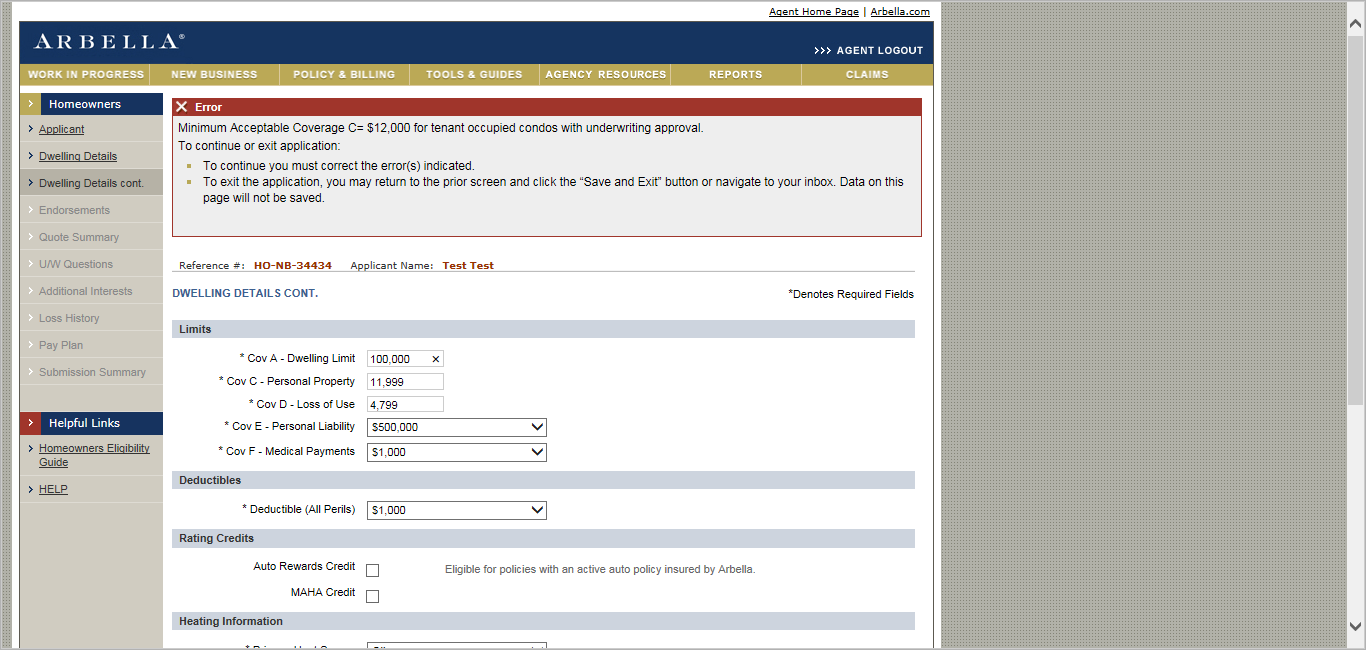 Agent Home Page | Arbella.com
ARBELLA®
>>> AGENT LOGOUT
WORK IN PROGRESS NEW BUSINESS POLICY & BILLING TOOLS & GUIDES AGENCY RESOURCES REPORTS CLAIMS
Homeowners
Applicant
Dwelling Details
Dwelling Details cont.
Endorsements
Quote Summary
U/W Questions
Additional Interests
Loss History
Pay Plan
Submission Summary
Helpful Links
Homeowners Eligibility
Guide
HELP
Error
Minimum Acceptable Coverage C= $12,000 for tenant occupied condos with underwriting approval.
To continue or exit application:
To continue you must correct the error(s) indicated.
To exit the application, you may return to the prior screen and click the “Save and Exit” button or navigate to your inbox. Data on this
page will not be saved.
Reference #: HO-NB-34434 Applicant Name: Test Test
DWELLING DETAILS CONT. *Denotes Required Fields
Limits
* Cov A - Dwelling Limit 100,000
* Cov C - Personal Property 11,999
* Cov D - Loss of Use 4,799
* Cov E - Personal Liability $500,000
* Cov F - Medical Payments $1,000
Deductibles
* Deductible (All Perils) $1,000
Rating Credits
Auto Rewards Credit Eligible for policies with an active auto policy insured by Arbella.
MAHA Credit
Heating Information